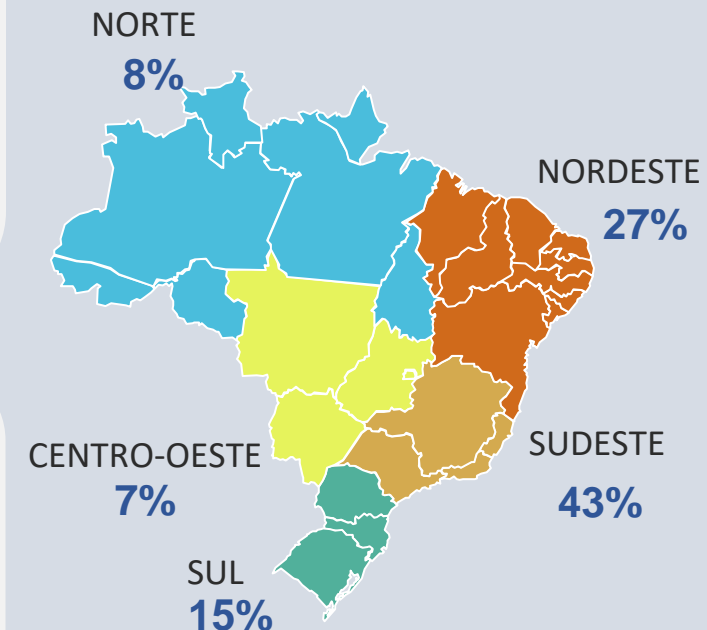 NORTE
8%
NORDESTE
27%
CENTRO-OESTE
7%
SUDESTE
43%
SUL
15%